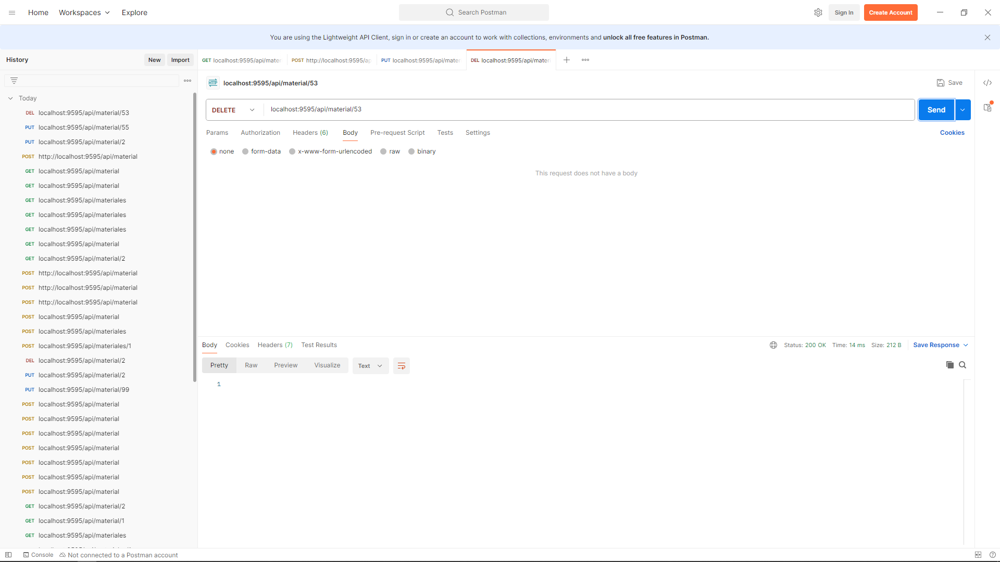 Home Workspaces Explore Search Postman Sign In Create Account
You are using the Lightweight API Client, sign in or create an account to work with collections, environments and unlock all free features in Postman.
History New Import
GET localhost:9595/api/mater POST http://localhost:9595/ap PUT localhost:9595/api/mater DEL localhost:9595/api/mater
HTTP localhost:9595/api/material/53 Save
Today
DEL localhost:9595/api/material/53
PUT localhost:9595/api/material/55
PUT localhost:9595/api/material/2
POST http://localhost:9595/api/material
GET localhost:9595/api/material
GET localhost:9595/api/material
GET localhost:9595/api/materiales
GET localhost:9595/api/materiales
GET localhost:9595/api/materiales
GET localhost:9595/api/material
GET localhost:9595/api/material/2
POST http://localhost:9595/api/material
POST http://localhost:9595/api/material
POST http://localhost:9595/api/material
POST localhost:9595/api/material
POST localhost:9595/api/materiales
POST localhost:9595/api/materiales/1
DEL localhost:9595/api/material/2
PUT localhost:9595/api/material/2
PUT localhost:9595/api/material/99
POST localhost:9595/api/material
POST localhost:9595/api/material
POST localhost:9595/api/material
POST localhost:9595/api/material
POST localhost:9595/api/material
POST localhost:9595/api/material
POST localhost:9595/api/material
GET localhost:9595/api/material/2
GET localhost:9595/api/material/1
GET localhost:9595/api/materiales
DELETE localhost:9595/api/material/53 Send
Params Authorization Headers (6) Body Pre-request Script Tests Settings Cookies
none form-data x-www-form-urlencoded raw binary
This request does not have a body
Body Cookies Headers (7) Test Results Status: 200 OK Time: 14 ms Size: 212 B Save Response
Pretty Raw Preview Visualize Text
1
Console Not connected to a Postman account